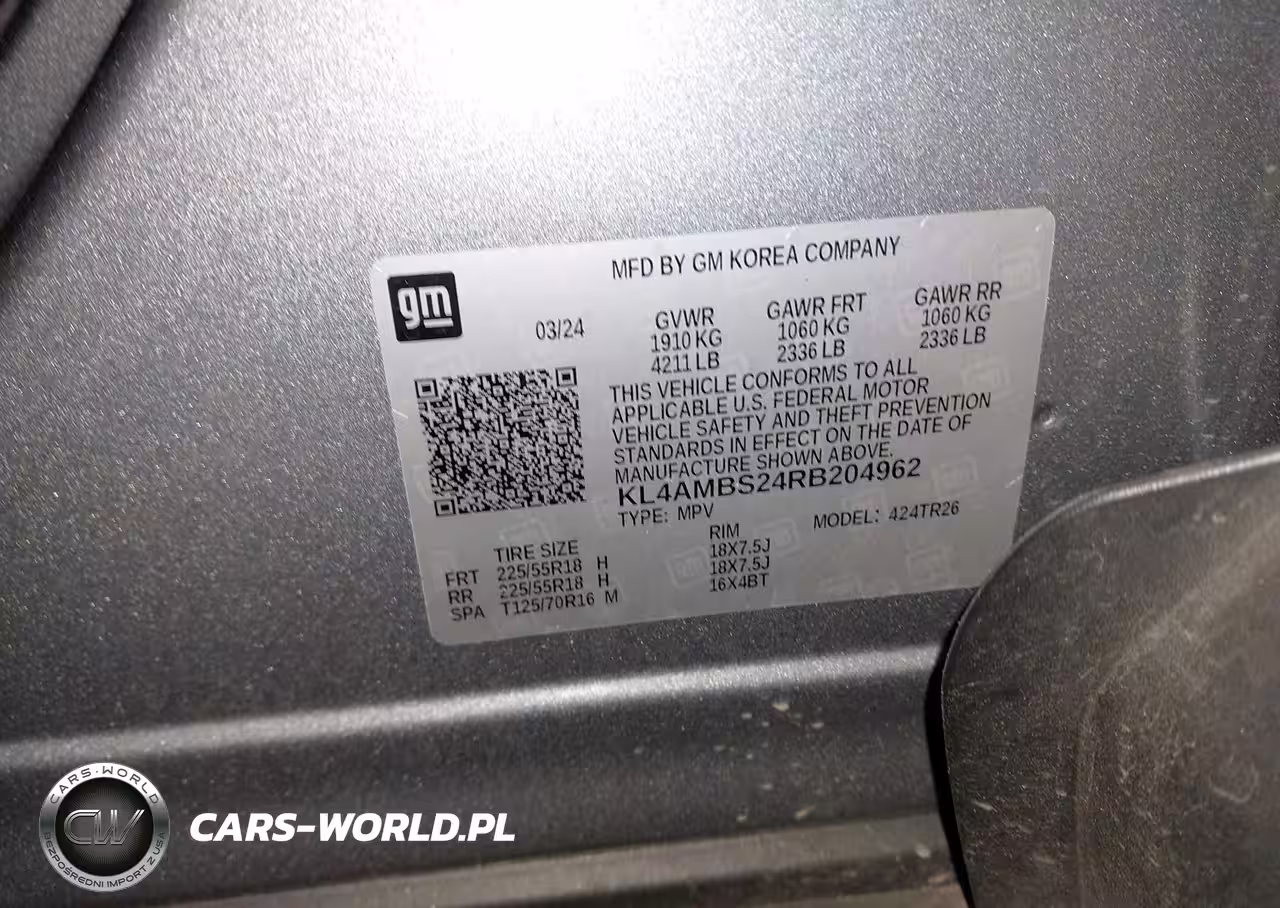 MFD BY GM KOREA COMPANY
gm
03/24
GVWR
1910 KG
4211 LB
GAWR FRT
1060 KG
2336 LB
GAWR RR
1060 KG
2336 LB
THIS VEHICLE CONFORMS TO ALL
APPLICABLE U.S. FEDERAL MOTOR
VEHICLE SAFETY AND THEFT PREVENTION
STANDARDS IN EFFECT ON THE DATE OF
MANUFACTURE SHOWN ABOVE.
KL4AMBS24RB204962
TYPE: MPV MODEL: 424TR26
TIRE SIZE RIM
FRT 225/55R18 H 18X7.5J
RR 225/55R18 H 18X7.5J
SPA T125/70R16 M 16X4BT
CARS-WORLD
CW
BEZPOŚREDNI IMPORT Z USA
CARS-WORLD.PL